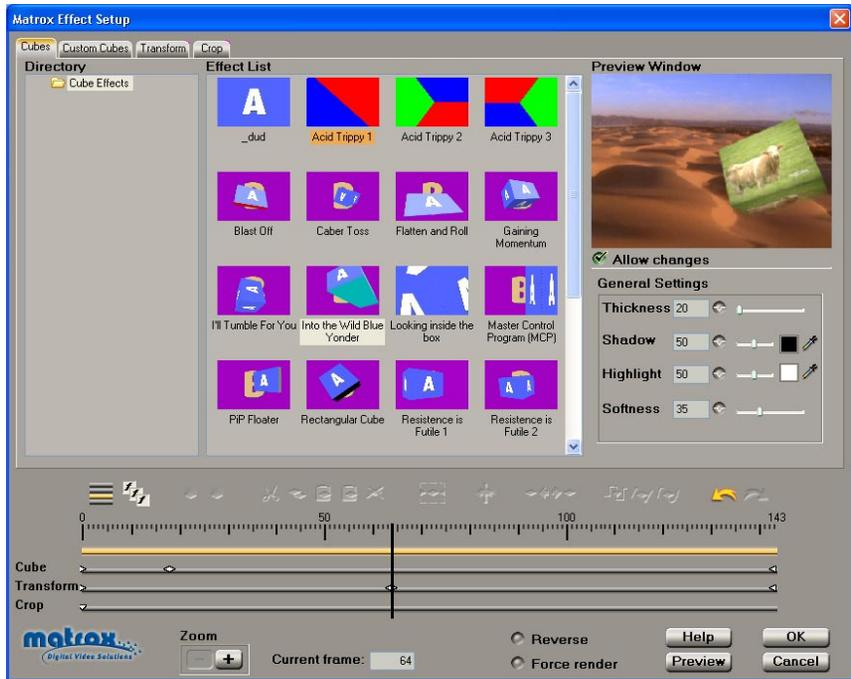 Matrox Effect Setup
Cubes Custom Cubes Transform Crop
Directory
Cube Effects
Effect List
_dud
Acid Trippy 1
Acid Trippy 2
Acid Trippy 3
Blast Off
Caber Toss
Flatten and Roll
Gaining
Momentum
I'll Tumble For You
Into the Wild Blue
Yonder
Looking inside the
box
Master Control
Program (MCP)
PiP Floater
Rectangular Cube
Resistence is
Futile 1
Resistence is
Futile 2
Preview Window
Allow changes
General Settings
Thickness 20
Shadow 50
Highlight 50
Softness 35
0 50 100 143
Cube
Transform
Crop
matrox
Digital Video Solutions
Zoom
Current frame: 64
Reverse
Force render
Help
OK
Preview
Cancel